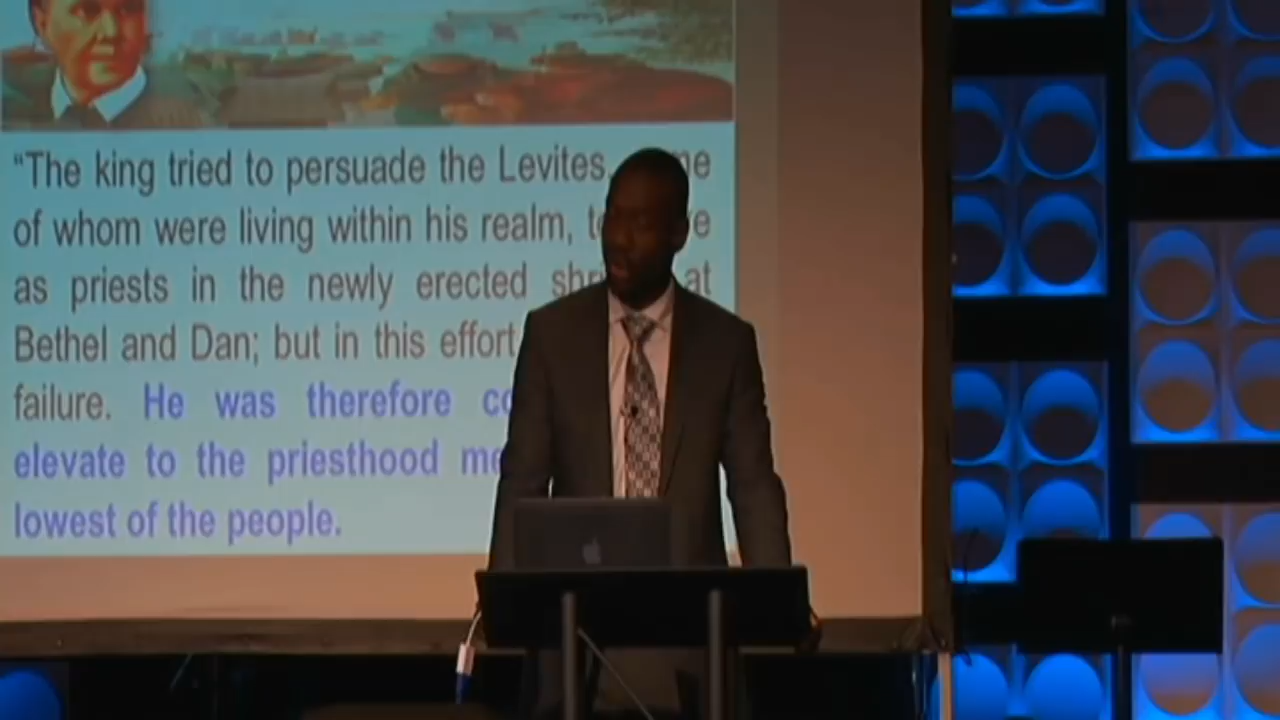 “The king tried to persuade the Levites,
of whom were living within his realm,
as priests in the newly erected at
Bethel and Dan; but in this effort
failure. He was therefore
elevate to the priesthood
lowest of the people.